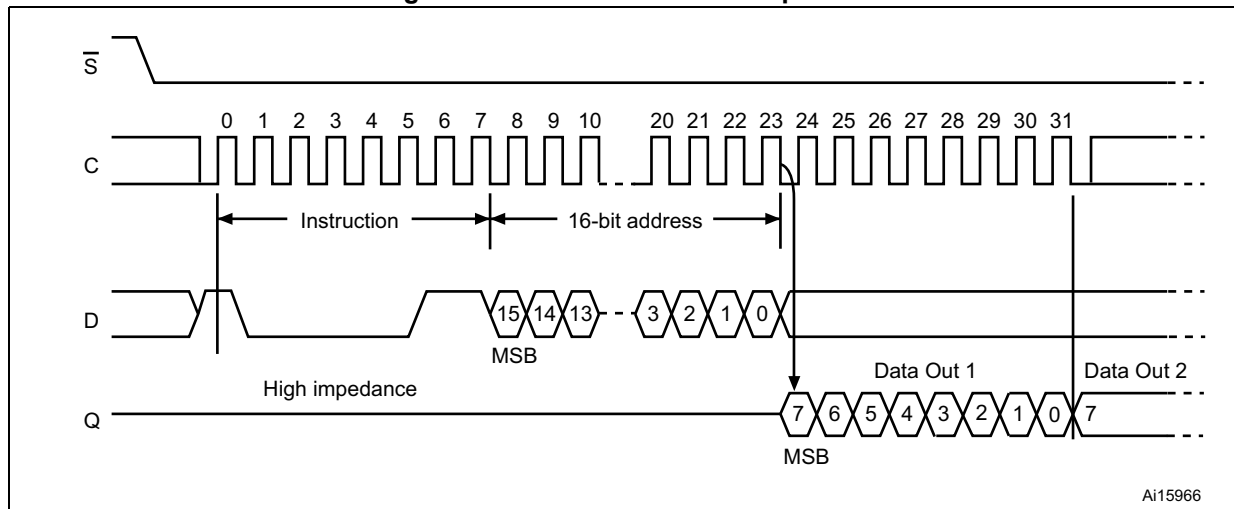 S
0 1 2 3 4 5 6 7 8 9 10 20 21 22 23 24 25 26 27 28 29 30 31
C
Instruction 16-bit address
D 15 14 13 3 2 1 0
MSB
High impedance Data Out 1 Data Out 2
Q 7 6 5 4 3 2 1 0 7
MSB
Ai15966